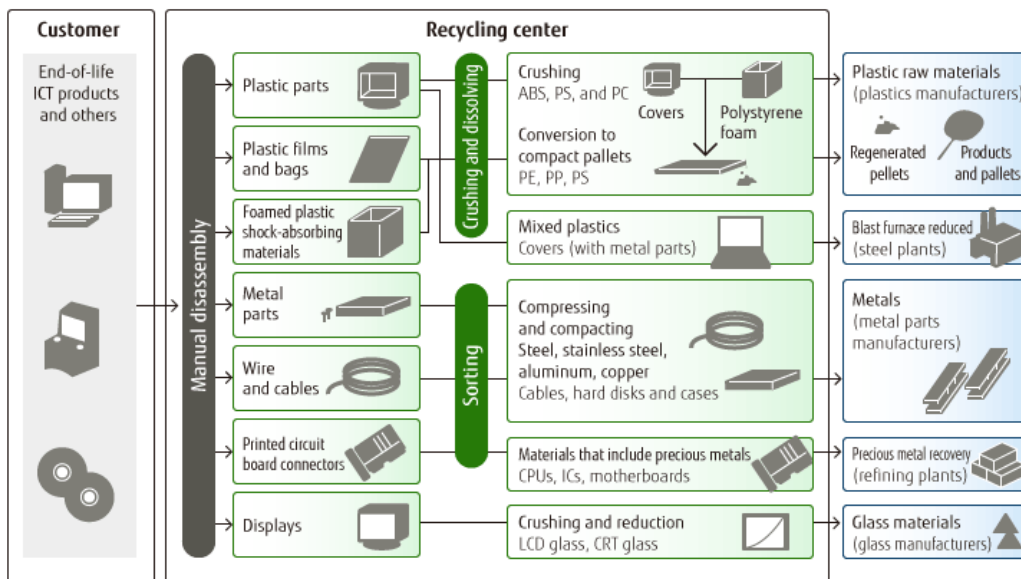 Customer
End-of-life
ICT products
and others
Recycling center
Manual disassembly
Plastic parts
Plastic films
and bags
Foamed plastic
shock-absorbing
materials
Metal
parts
Wire
and cables
Printed circuit
board connectors
Displays
Crushing and dissolving
Sorting
Crushing
ABS, PS, and PC
Covers
Polystyrene
foam
Conversion to
compact pallets
PE, PP, PS
Mixed plastics
Covers (with metal parts)
Compressing
and compacting
Steel, stainless steel,
aluminum, copper
Cables, hard disks and cases
Materials that include precious metals
CPUs, ICs, motherboards
Crushing and reduction
LCD glass, CRT glass
Plastic raw materials
(plastics manufacturers)
Regenerated
pellets
Products
and pallets
Blast furnace reduced
(steel plants)
Metals
(metal parts
manufacturers)
Precious metal recovery
(refining plants)
Glass materials
(glass manufacturers)